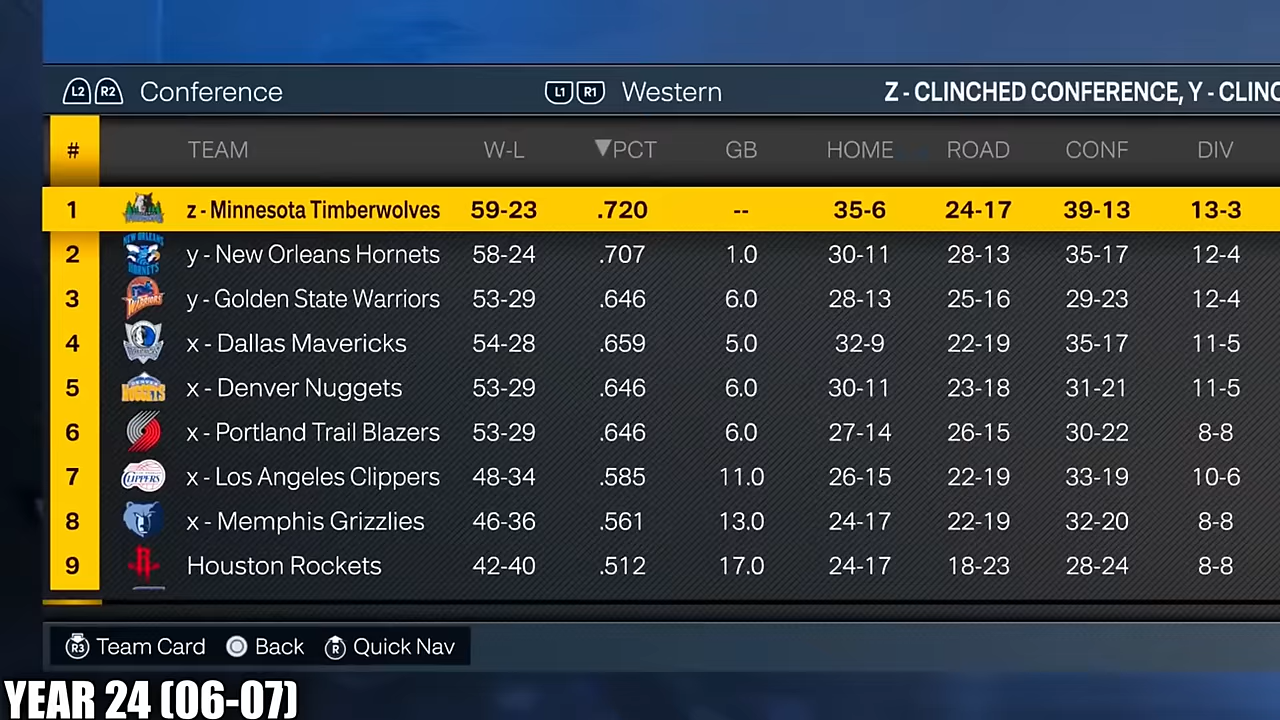 L2 R2 Conference L1 R1 Western Z - CLINCHED CONFERENCE, Y - CLINC
# TEAM W-L ▼PCT GB HOME ROAD CONF DIV
1 z - Minnesota Timberwolves 59-23 .720 -- 35-6 24-17 39-13 13-3
2 y - New Orleans Hornets 58-24 .707 1.0 30-11 28-13 35-17 12-4
3 y - Golden State Warriors 53-29 .646 6.0 28-13 25-16 29-23 12-4
4 x - Dallas Mavericks 54-28 .659 5.0 32-9 22-19 35-17 11-5
5 x - Denver Nuggets 53-29 .646 6.0 30-11 23-18 31-21 11-5
6 x - Portland Trail Blazers 53-29 .646 6.0 27-14 26-15 30-22 8-8
7 x - Los Angeles Clippers 48-34 .585 11.0 26-15 22-19 33-19 10-6
8 x - Memphis Grizzlies 46-36 .561 13.0 24-17 22-19 32-20 8-8
9 Houston Rockets 42-40 .512 17.0 24-17 18-23 28-24 8-8
R3 Team Card Back R Quick Nav
YEAR 24 (06-07)